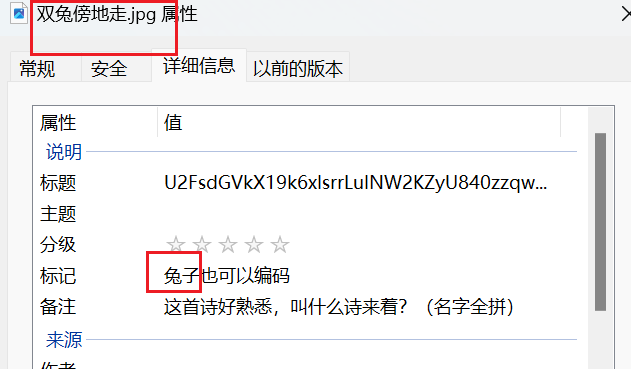 双兔傍地走.jpg 属性
常规 安全 详细信息 以前的版本
属性 值
说明
标题 U2FsdGVkX19k6xlsrrLulNW2KZyU840zzqw...
主题
分级 ☆☆☆☆☆
标记 兔子也可以编码
备注 这首诗好熟悉，叫什么诗来着？（名字全拼）
来源